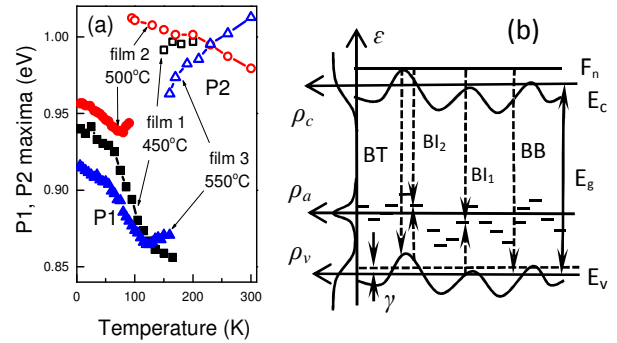 (a)
1.00
0.95
0.90
0.85
P1, P2 maxima (eV)
0
100
200
300
Temperature (K)
film 2
500°C
P2
film 1
450°C
film 3
550°C
P1
(b)
ε
Fn
ρc
Ec
BT
BI2
BI1
BB
Eg
ρa
ρv
Ev
γ